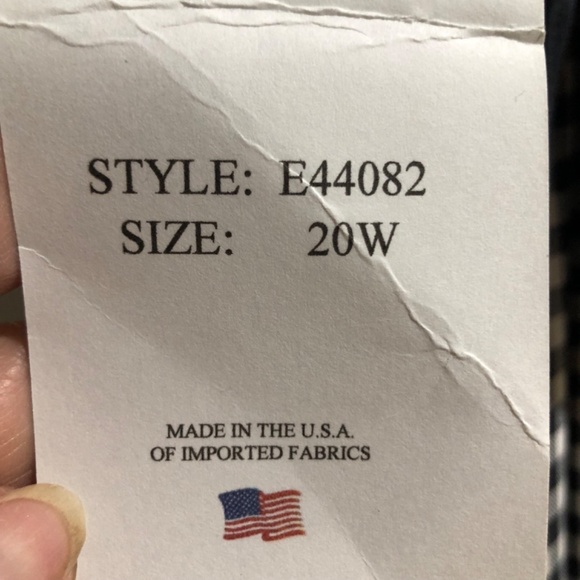 STYLE: E44082
SIZE: 20W
MADE IN THE U.S.A.
OF IMPORTED FABRICS